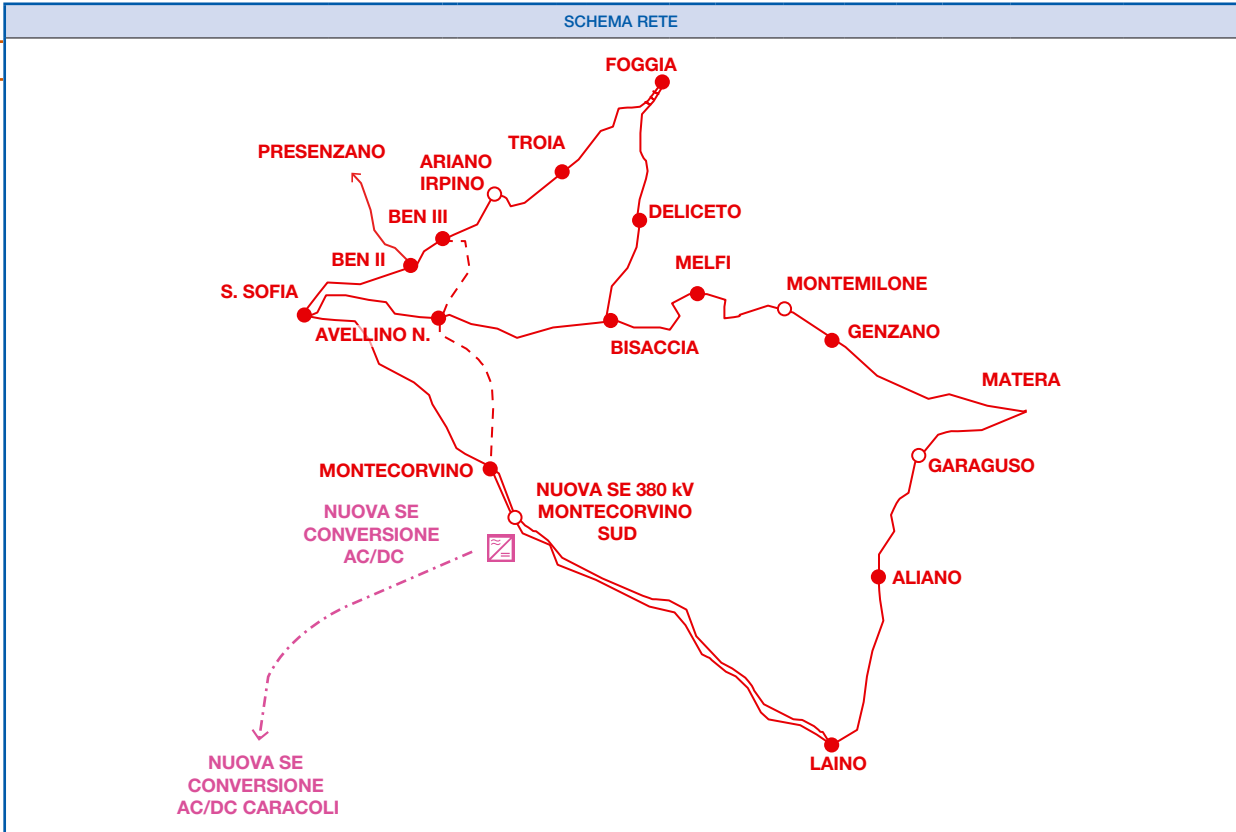 SCHEMA RETE
FOGGIA
TROIA
PRESENZANO
ARIANO
IRPINO
BEN III
DELICETO
BEN II
MELFI
MONTEMILONE
S. SOFIA
AVELLINO N.
BISACCIA
GENZANO
MATERA
MONTECORVINO
GARAGUSO
NUOVA SE 380 kV
MONTECORVINO
SUD
NUOVA SE
CONVERSIONE
AC/DC
ALIANO
NUOVA SE
CONVERSIONE
AC/DC CARACOLI
LAINO